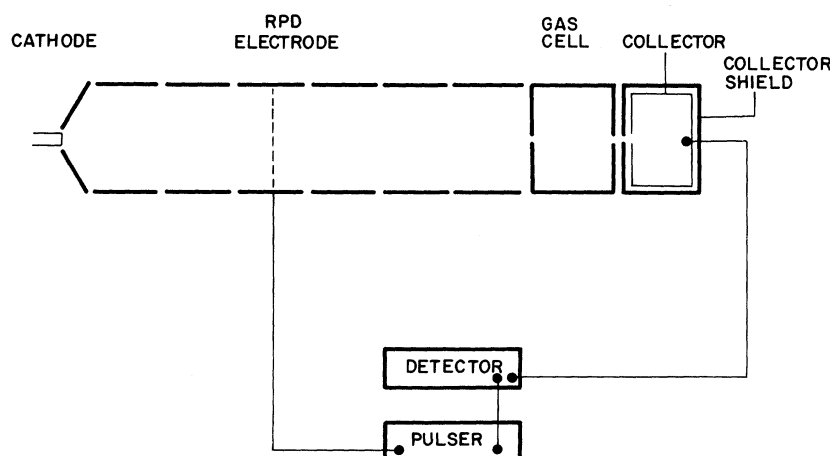 CATHODE
RPD
ELECTRODE
GAS
CELL
COLLECTOR
COLLECTOR
SHIELD
DETECTOR
PULSER